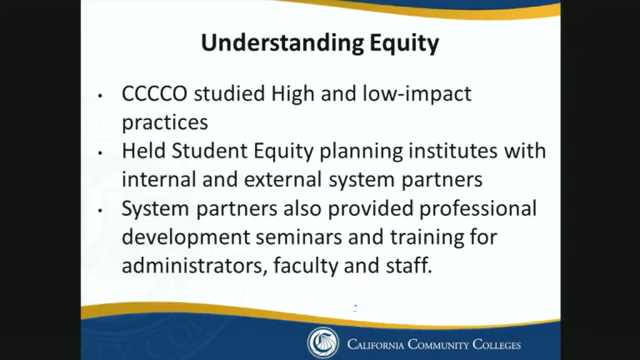 Understanding Equity
• CCCCO studied High and low-impact
practices
• Held Student Equity planning institutes with
internal and external system partners
• System partners also provided professional
development seminars and training for
administrators, faculty and staff.
CALIFORNIA COMMUNITY COLLEGES